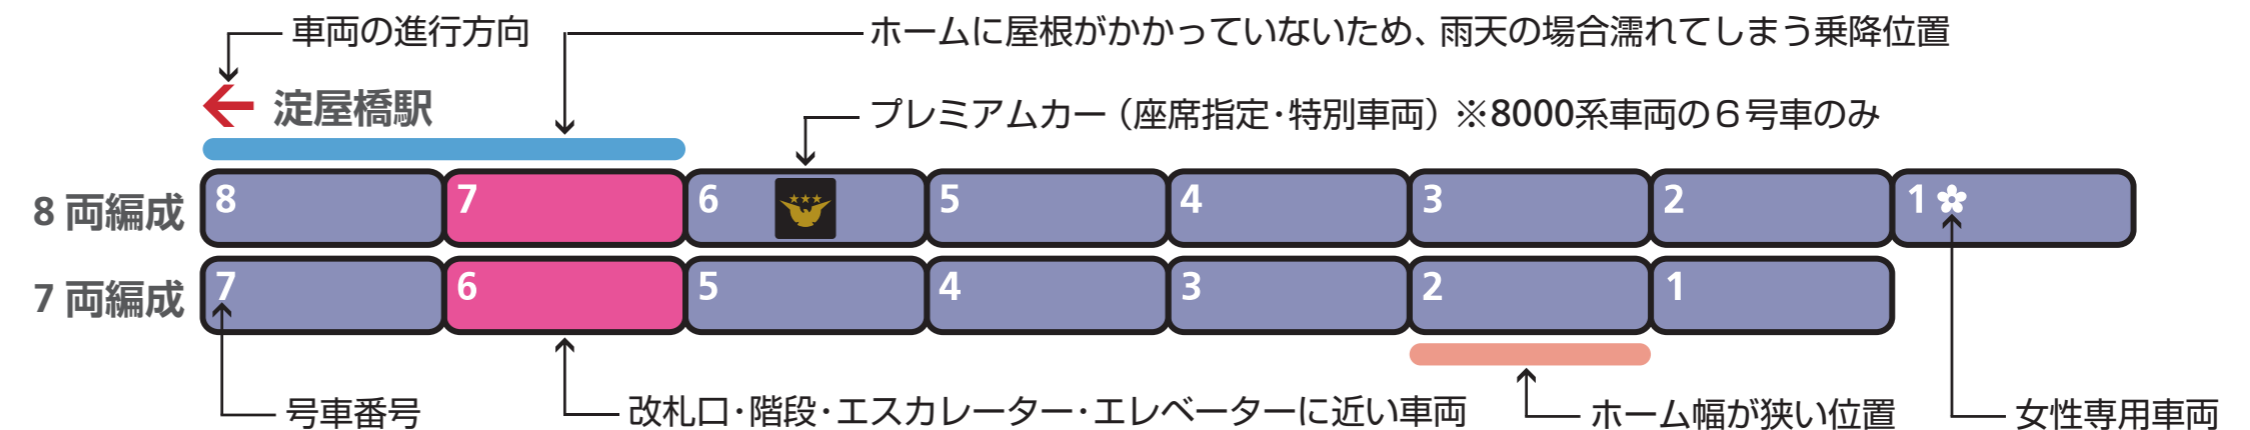 車両の進行方向
ホームに屋根がかかっていないため、雨天の場合濡れてしまう乗降位置
淀屋橋駅
プレミアムカー（座席指定・特別車両）※8000系車両の６号車のみ
8 両編成 8 7 6 5 4 3 2 1
7 両編成 7 6 5 4 3 2 1
号車番号
改札口・階段・エスカレーター・エレベーターに近い車両
ホーム幅が狭い位置
女性専用車両